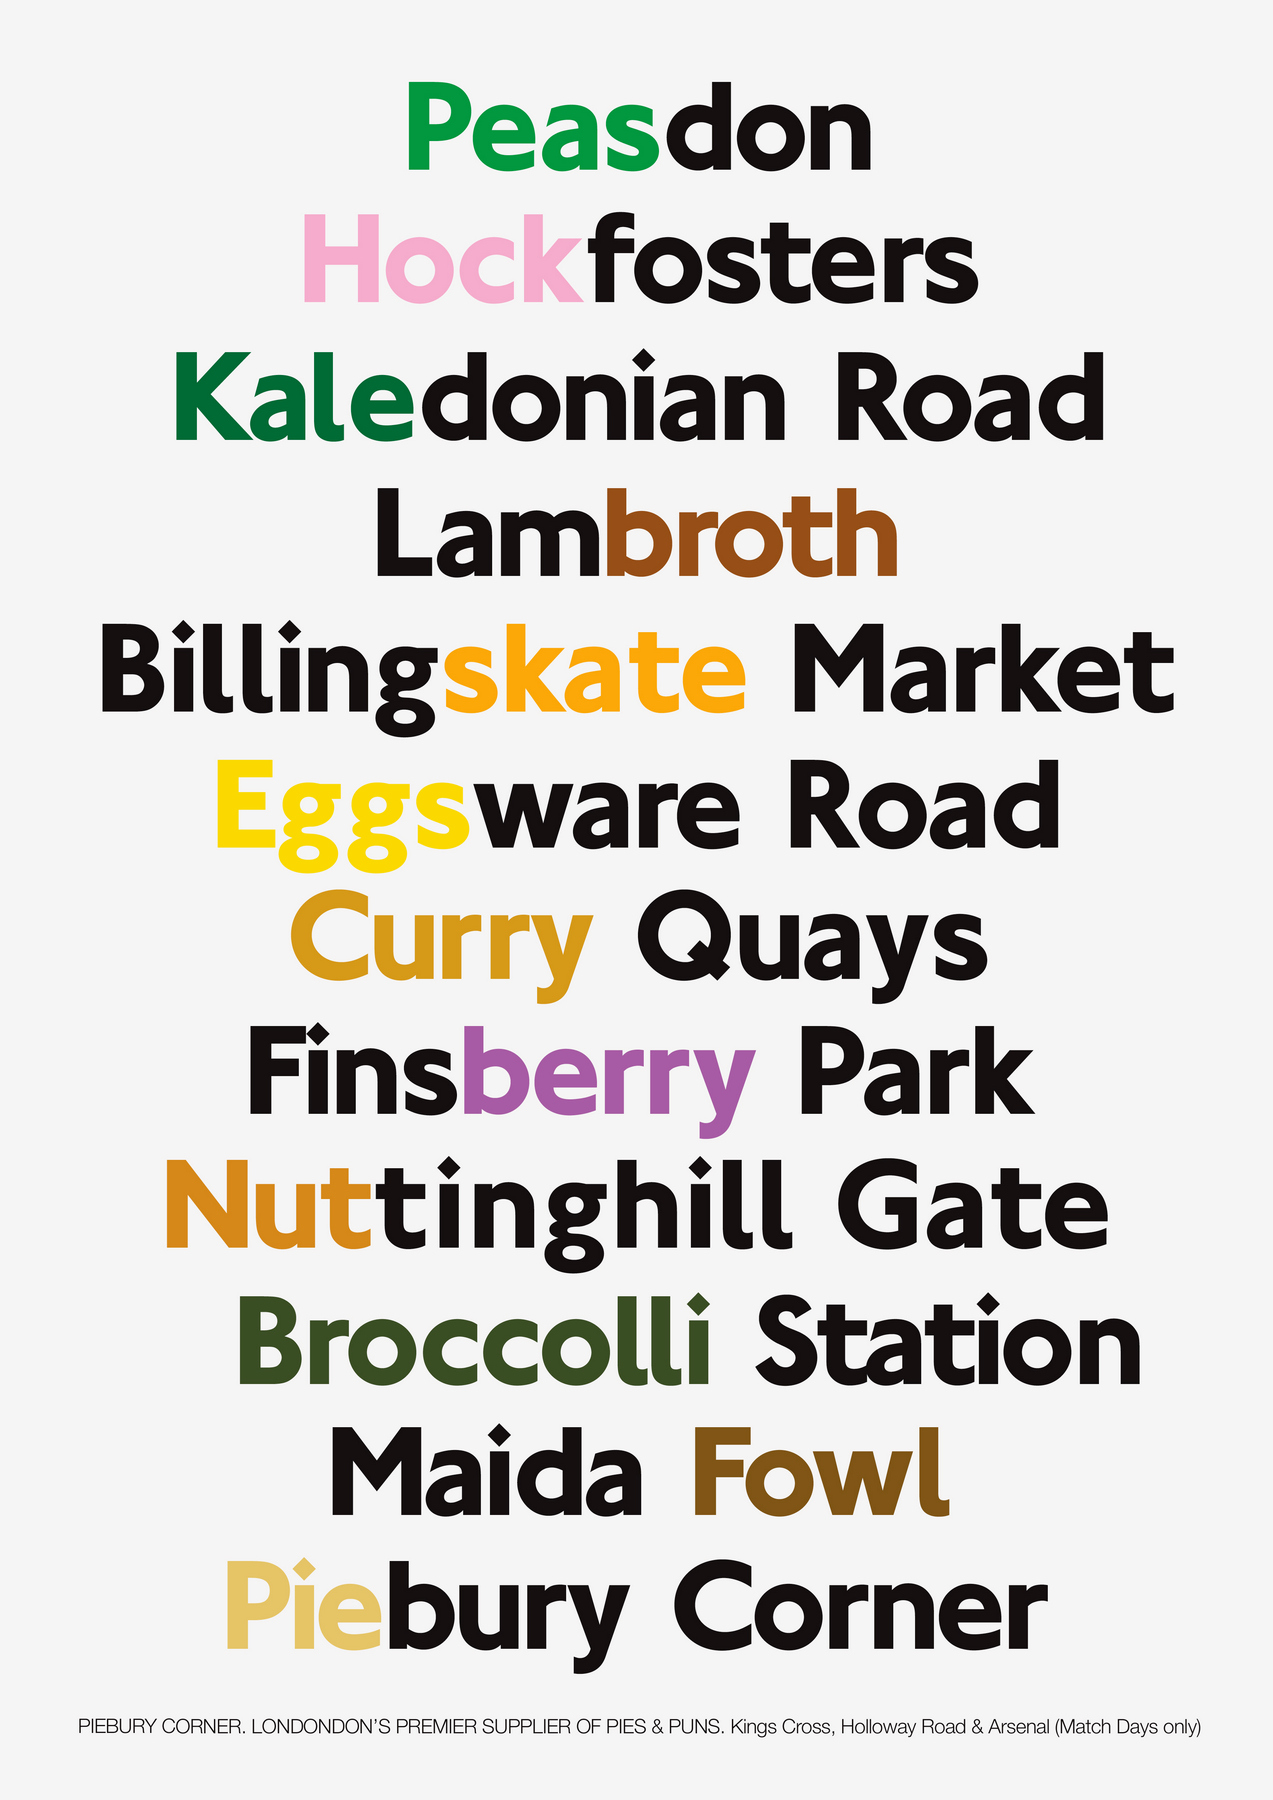 Peasdon
Hockfosters
Kaledonian Road
Lambroth
Billingskate Market
Eggsware Road
Curry Quays
Finsberry Park
Nuttinghill Gate
Broccolli Station
Maida Fowl
Piebury Corner
PIEBURY CORNER. LONDONDON'S PREMIER SUPPLIER OF PIES & PUNS. Kings Cross, Holloway Road & Arsenal (Match Days only)